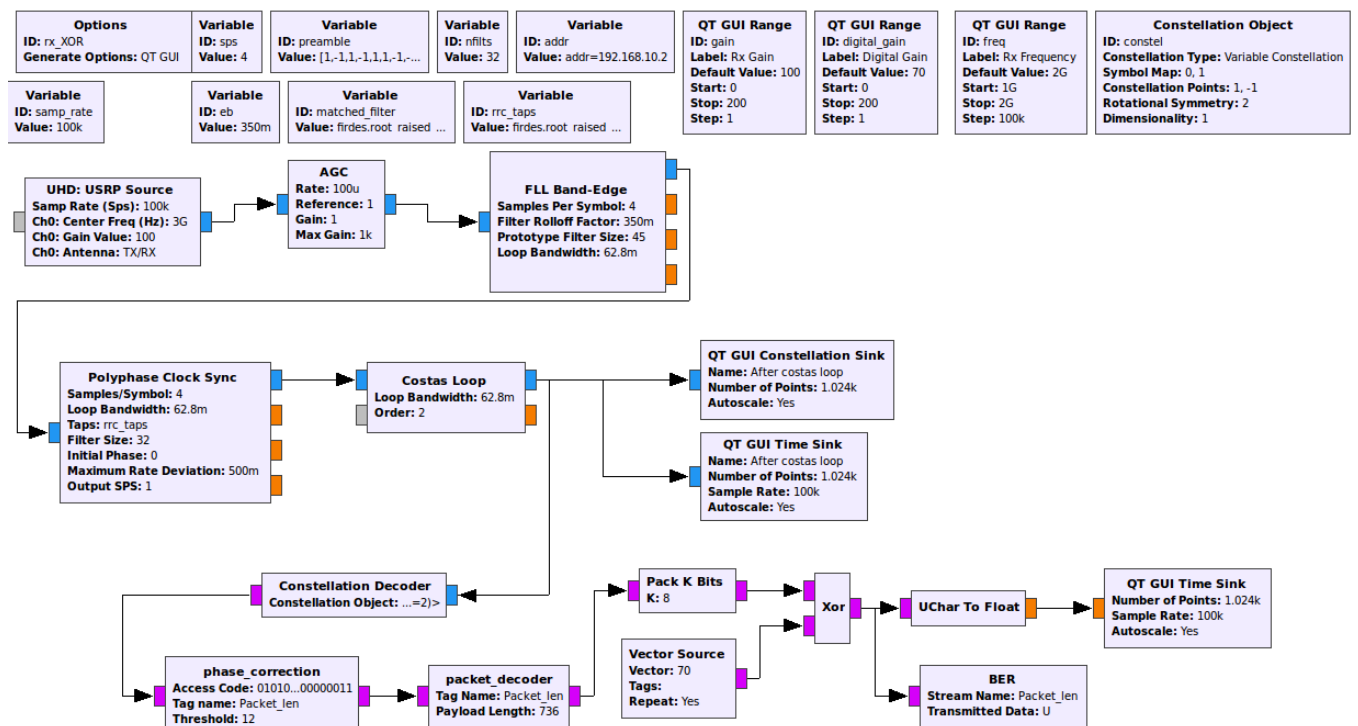 Options
ID: rx_XOR
Generate Options: QT GUI
Variable
ID: sps
Value: 4
Variable
ID: preamble
Value: [1,-1,1,-1,1,1,-1,-...
Variable
ID: nfilts
Value: 32
Variable
ID: addr
Value: addr=192.168.10.2
QT GUI Range
ID: gain
Label: Rx Gain
Default Value: 100
Start: 0
Stop: 200
Step: 1
QT GUI Range
ID: digital_gain
Label: Digital Gain
Default Value: 70
Start: 0
Stop: 200
Step: 1
QT GUI Range
ID: freq
Label: Rx Frequency
Default Value: 2G
Start: 1G
Stop: 2G
Step: 100k
Constellation Object
ID: constel
Constellation Type: Variable Constellation
Symbol Map: 0, 1
Constellation Points: 1, -1
Rotational Symmetry: 2
Dimensionality: 1
Variable
ID: samp_rate
Value: 100k
Variable
ID: eb
Value: 350m
Variable
ID: matched_filter
Value: firdes.root_raised_...
Variable
ID: rrc_taps
Value: firdes.root_raised_...
UHD: USRP Source
Samp Rate (Sps): 100k
Ch0: Center Freq (Hz): 3G
Ch0: Gain Value: 100
Ch0: Antenna: TX/RX
AGC
Rate: 100u
Reference: 1
Gain: 1
Max Gain: 1k
FLL Band-Edge
Samples Per Symbol: 4
Filter Rolloff Factor: 350m
Prototype Filter Size: 45
Loop Bandwidth: 62.8m
Polyphase Clock Sync
Samples/Symbol: 4
Loop Bandwidth: 62.8m
Taps: rrc_taps
Filter Size: 32
Initial Phase: 0
Maximum Rate Deviation: 500m
Output SPS: 1
Costas Loop
Loop Bandwidth: 62.8m
Order: 2
QT GUI Constellation Sink
Name: After costas loop
Number of Points: 1.024k
Autoscale: Yes
QT GUI Time Sink
Name: After costas loop
Number of Points: 1.024k
Sample Rate: 100k
Autoscale: Yes
Constellation Decoder
Constellation Object: ...=2)>
phase_correction
Access Code: 01010...00000011
Tag name: Packet_len
Threshold: 12
packet_decoder
Tag Name: Packet_len
Payload Length: 736
Pack K Bits
K: 8
Vector Source
Vector: 70
Tags:
Repeat: Yes
Xor
UChar To Float
QT GUI Time Sink
Number of Points: 1.024k
Sample Rate: 100k
Autoscale: Yes
BER
Stream Name: Packet_len
Transmitted Data: U